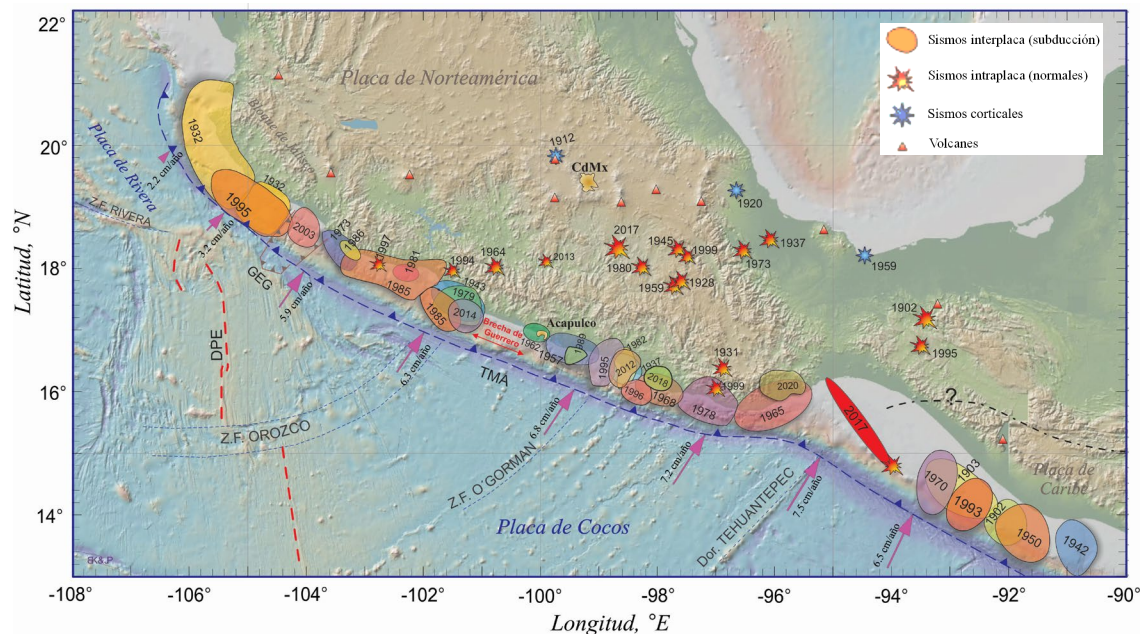 22°
20°
18°
16°
14°
Latitud, °N
-108°
-106°
-104°
-102°
-100°
-98°
-96°
-94°
-92°
-90°
Longitud, °E
Sismos interplaca (subducción)
Sismos intraplaca (normales)
Sismos corticales
Volcanes
Placa de Norteamérica
Placa de Rivera
Bloque de Jalisco
Placa de Cocos
Placa de
Caribe
?
Z.F. RIVERA
Z.F. OROZCO
Z.F. O'GORMAN
Dor. TEHUANTEPEC
DPE
GEG
TMA
CdMx
Acapulco
Brecha de
Guerrero
2.2 cm/año
3.2 cm/año
5.9 cm/año
6.3 cm/año
6.8 cm/año
7.2 cm/año
7.5 cm/año
6.5 cm/año
1932
1932
1995
2003
1973
1986
1997
1981
1985
1994
1964
1943
1979
1985
2014
2013
1962
1957
1989
1995
1982
2012
1937
2018
1996
1968
1978
1965
2020
1931
1999
1912
1920
2017
1945
1999
1980
1959
1928
1973
1937
1959
1902
1995
2017
1970
1903
1993
1902
1950
1942